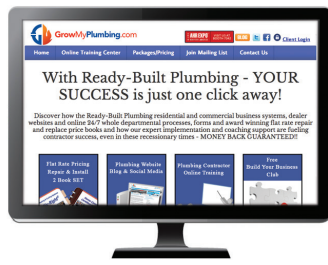 GrowMyPlumbing.com
BLOG
Client Login
Home Online Training Center Packages/Pricing Join Mailing List Contact Us
With Ready-Built Plumbing - YOUR
SUCCESS is just one click away!
Discover how the Ready-Built Plumbing residential and commercial business systems, dealer
websites and online 24/7 whole departmental processes, forms and award winning flat rate repair
and replace price books and how our expert implementation and coaching support are fueling
contractor success, even in these recessionary times - MONEY BACK GUARANTEED!!
Flat Rate Pricing
Repair & Install
2 Book SET
Plumbing Website
Blog & Social Media
Plumbing Contractor
Online Training
Free
Build Your Business
Club